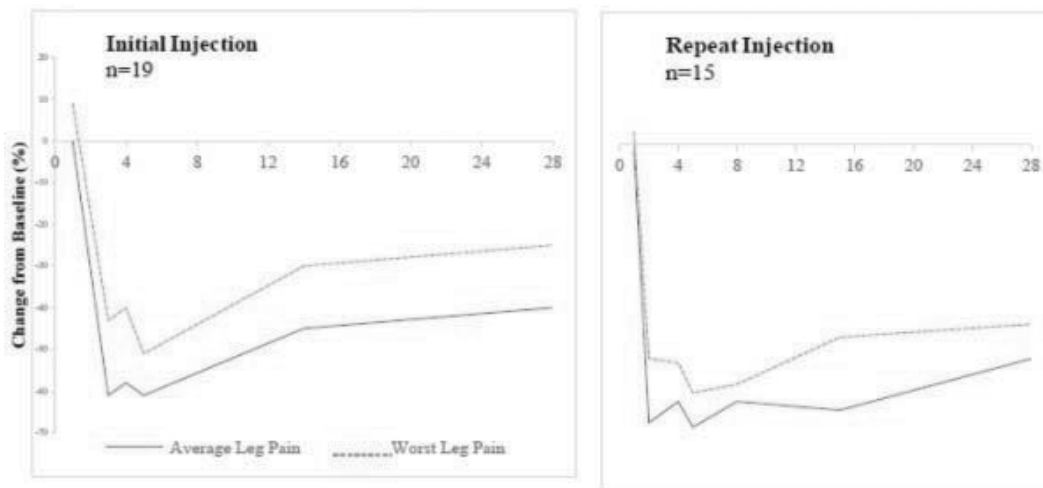 Initial Injection
n=19
20
10
0
0 4 8 12 16 20 24 28
-10
-20
-30
-40
-50
-60
-70
Change from Baseline (%)
Average Leg Pain Worst Leg Pain
Repeat Injection
n=15
0 4 8 12 16 20 24 28